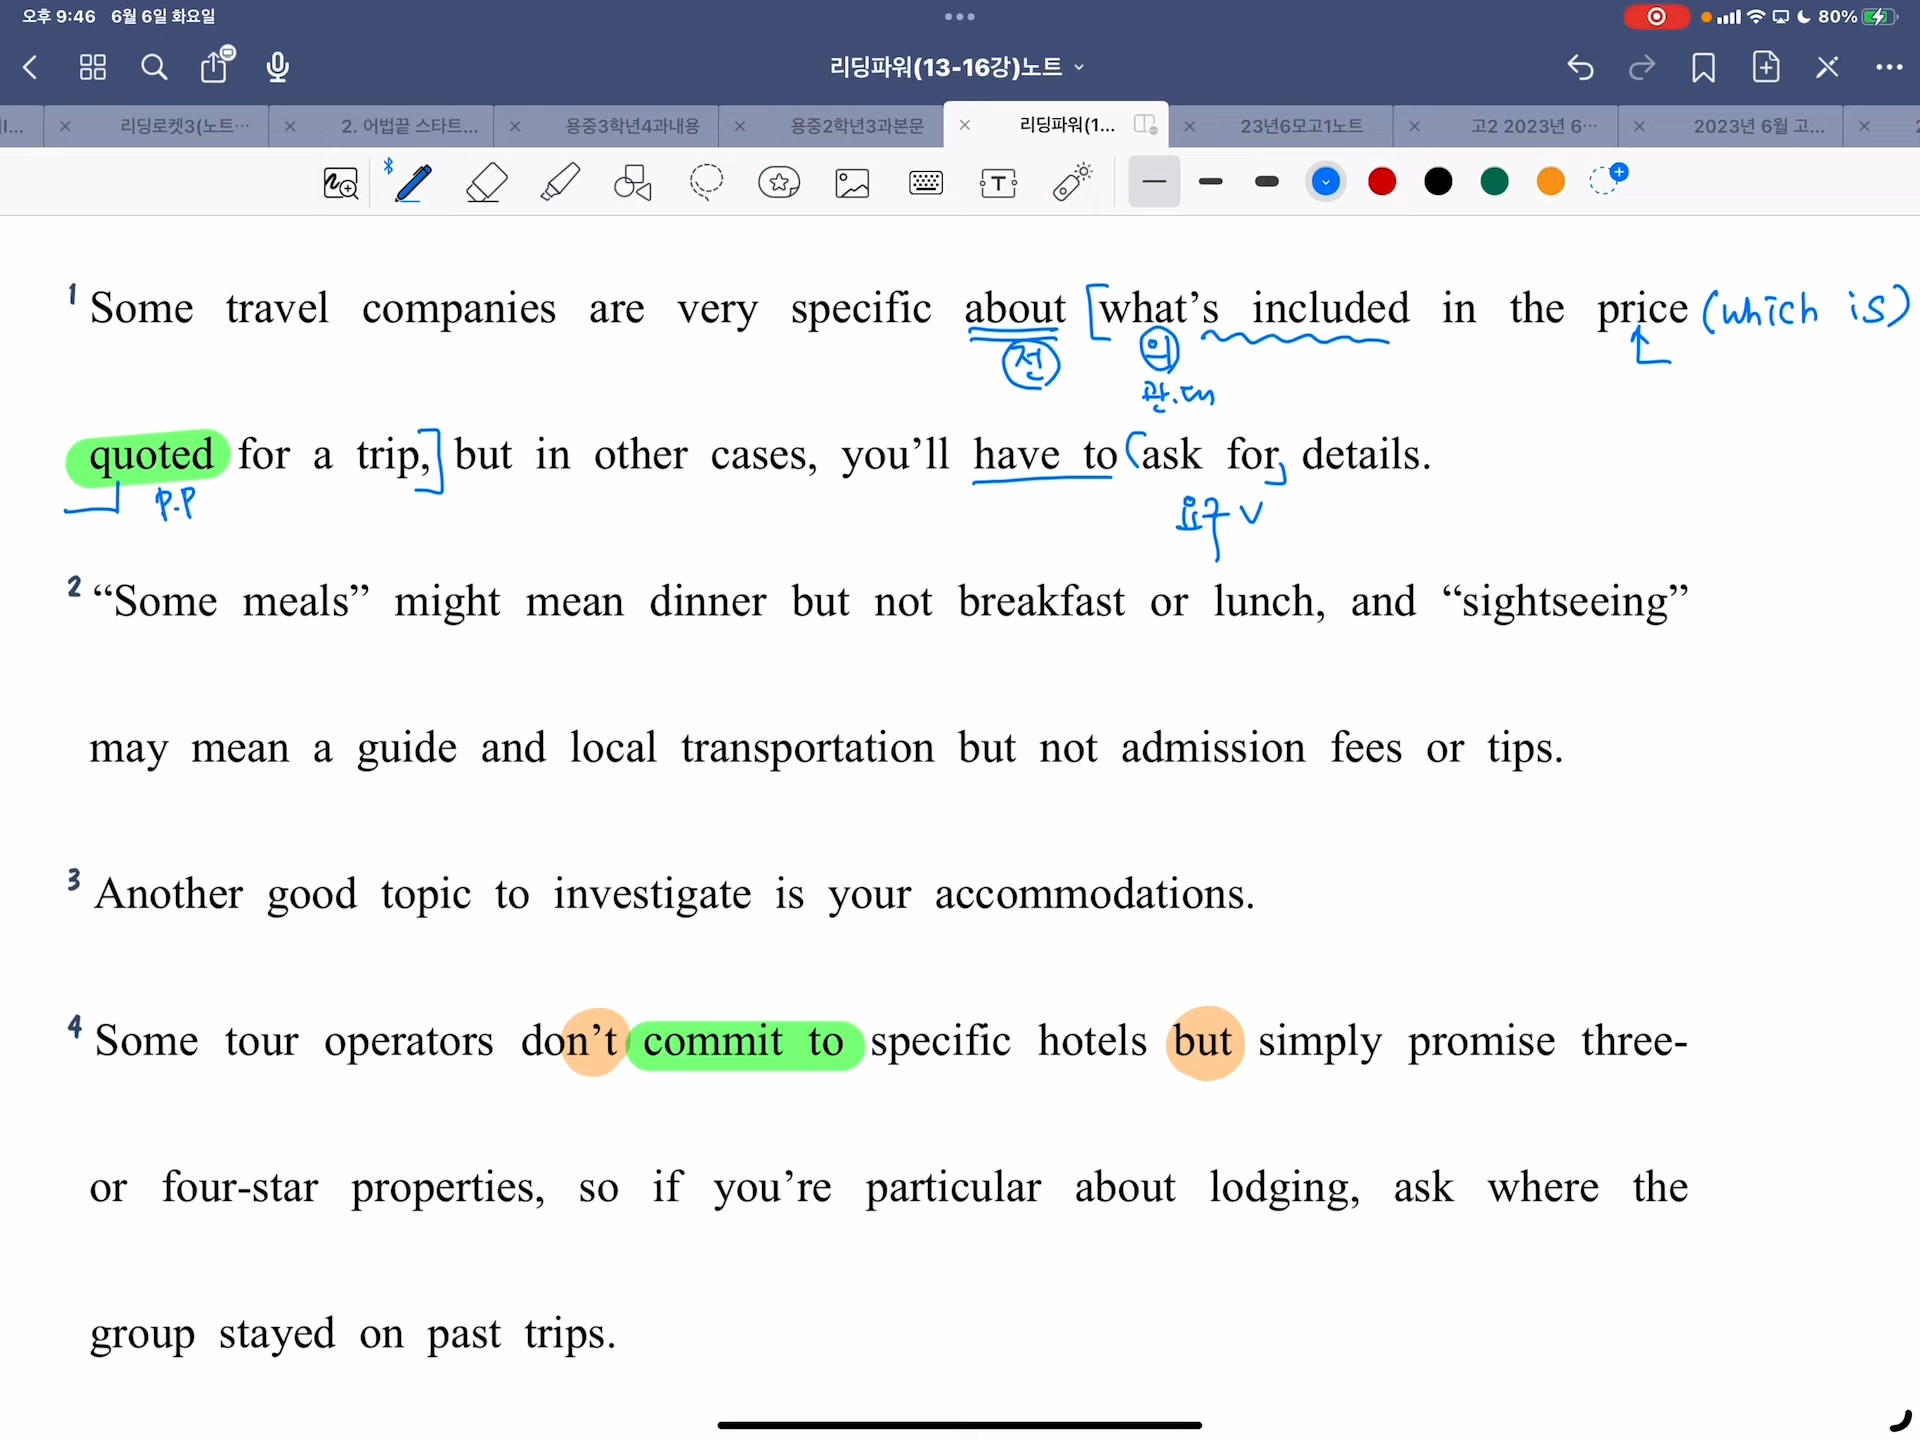 오후 9:46 6월 6일 화요일
80%
리딩파워(13-16강)노트
리딩로켓3(노트…
2. 어법끝 스타트...
용중3학년4과내용
용중2학년3과본문
리딩파워(1...
23년6모고1노트
고2 2023년 6…
2023년 6월 고...
1 Some travel companies are very specific about [what's included in the price (which is)
전
의
관.대
quoted for a trip,] but in other cases, you'll have to (ask for) details.
P.P
요구 V
2 “Some meals” might mean dinner but not breakfast or lunch, and “sightseeing”
may mean a guide and local transportation but not admission fees or tips.
3 Another good topic to investigate is your accommodations.
4 Some tour operators don't commit to specific hotels but simply promise three-
or four-star properties, so if you're particular about lodging, ask where the
group stayed on past trips.